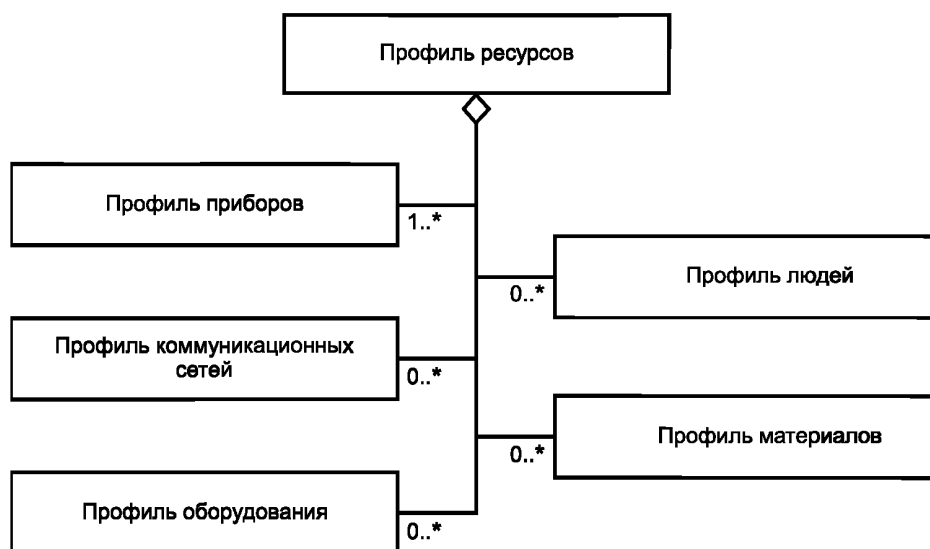 Профиль ресурсов
Профиль приборов
1..*
Профиль людей
0..*
Профиль коммуникационных
сетей
0..*
Профиль материалов
0..*
Профиль оборудования
0..*